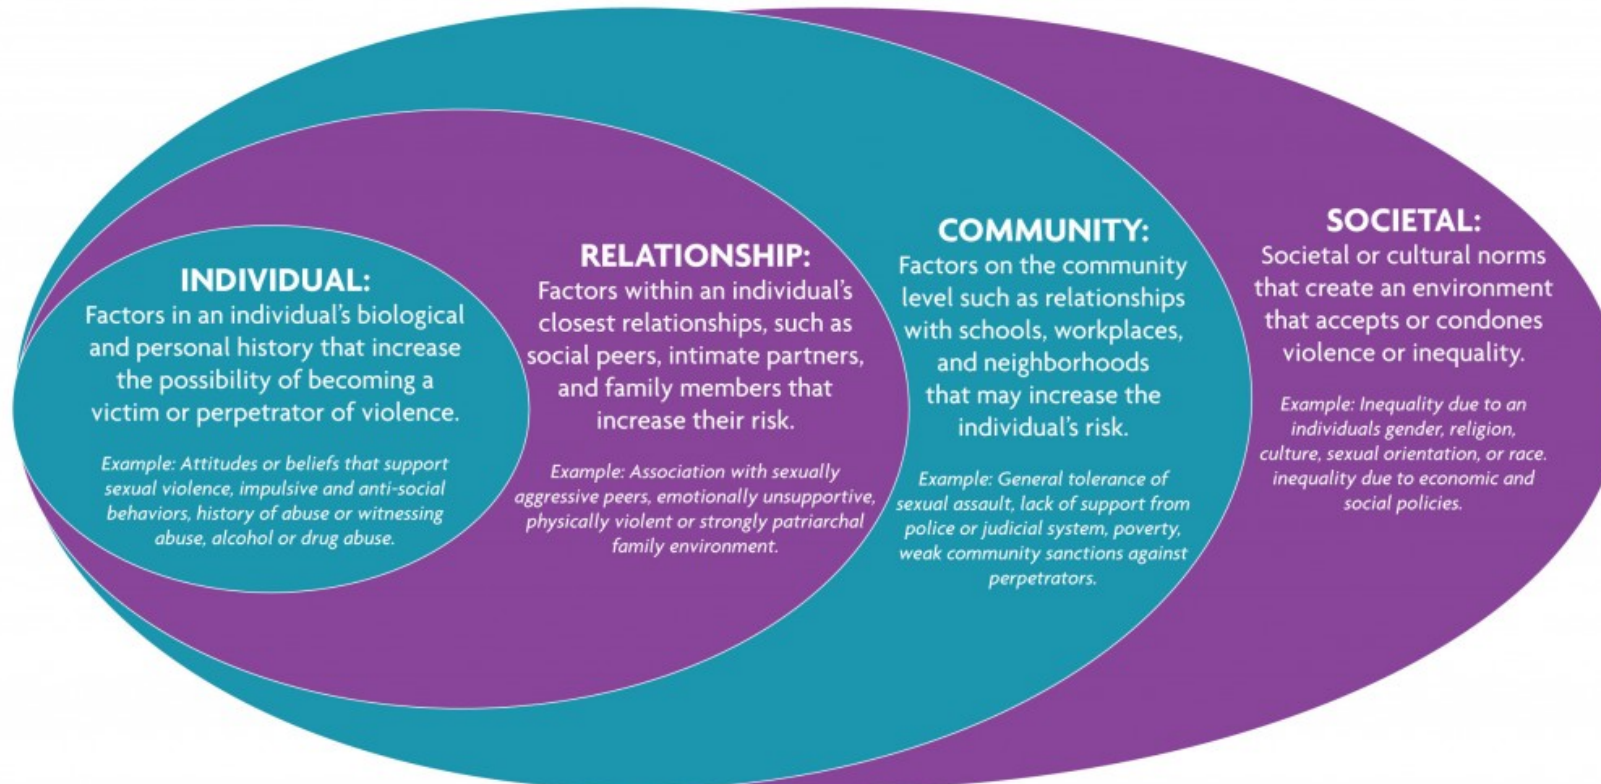 INDIVIDUAL:
Factors in an individual's biological
and personal history that increase
the possibility of becoming a
victim or perpetrator of violence.
Example: Attitudes or beliefs that support
sexual violence, impulsive and anti-social
behaviors, history of abuse or witnessing
abuse, alcohol or drug abuse.
RELATIONSHIP:
Factors within an individual's
closest relationships, such as
social peers, intimate partners,
and family members that
increase their risk.
Example: Association with sexually
aggressive peers, emotionally unsupportive,
physically violent or strongly patriarchal
family environment.
COMMUNITY:
Factors on the community
level such as relationships
with schools, workplaces,
and neighborhoods
that may increase the
individual's risk.
Example: General tolerance of
sexual assault, lack of support from
police or judicial system, poverty,
weak community sanctions against
perpetrators.
SOCIETAL:
Societal or cultural norms
that create an environment
that accepts or condones
violence or inequality.
Example: Inequality due to an
individuals gender, religion,
culture, sexual orientation, or race.
inequality due to economic and
social policies.